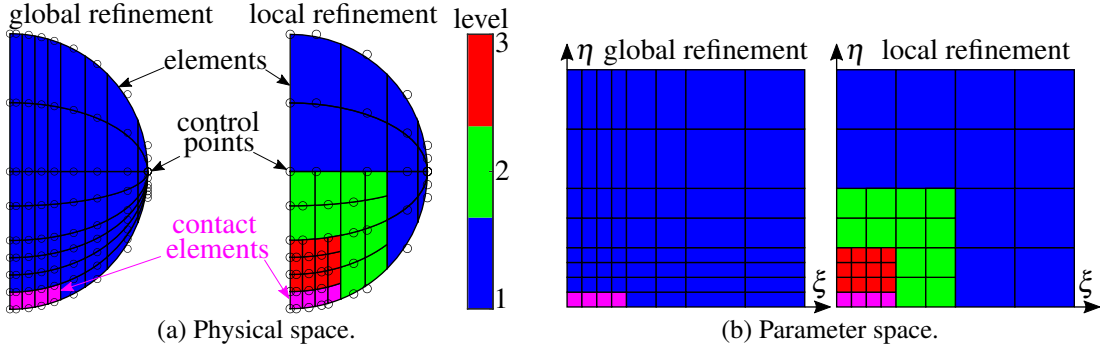 global refinement
local refinement
level
elements
control
points
contact
elements
3
2
1
(a) Physical space.
η global refinement
ξ
η local refinement
ξ
(b) Parameter space.